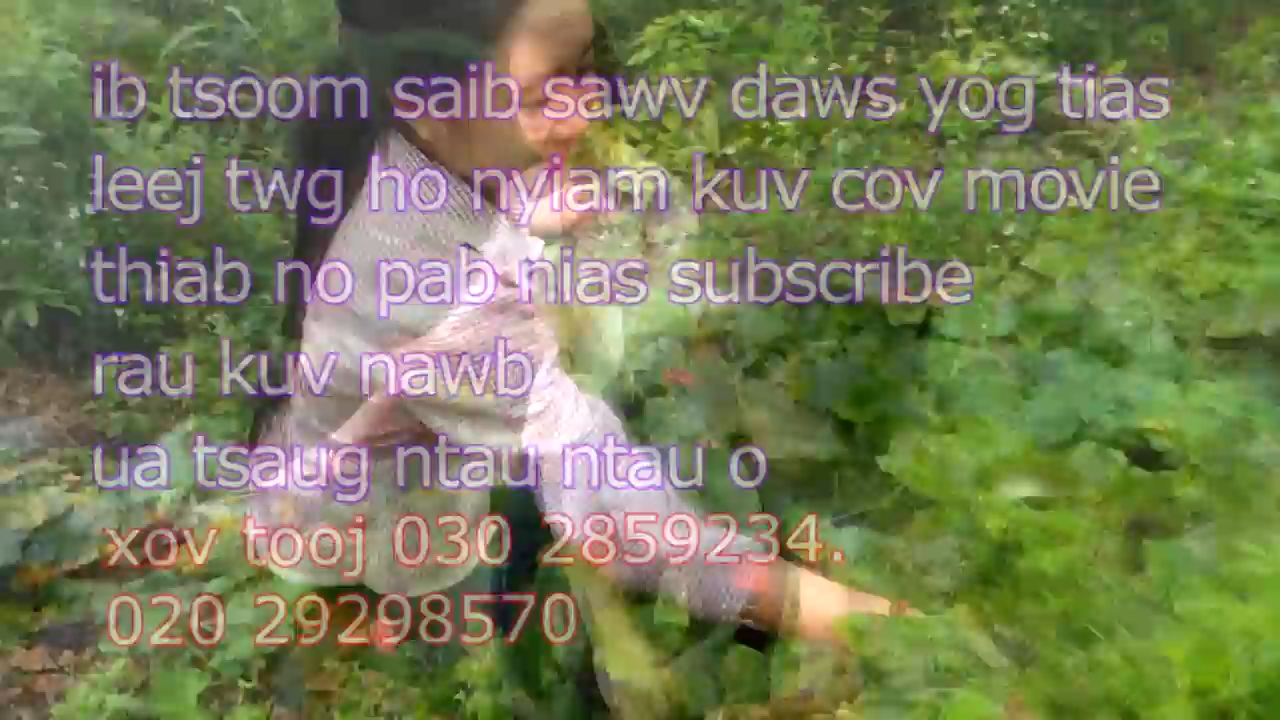 ib tsoom saib sawv daws yog tias
leej twg ho nyiam kuv cov movie
thiab no pab nias subscribe
rau kuv nawb
ua tsaug ntau ntau o
xov tooj 030 2859234.
020 29298570